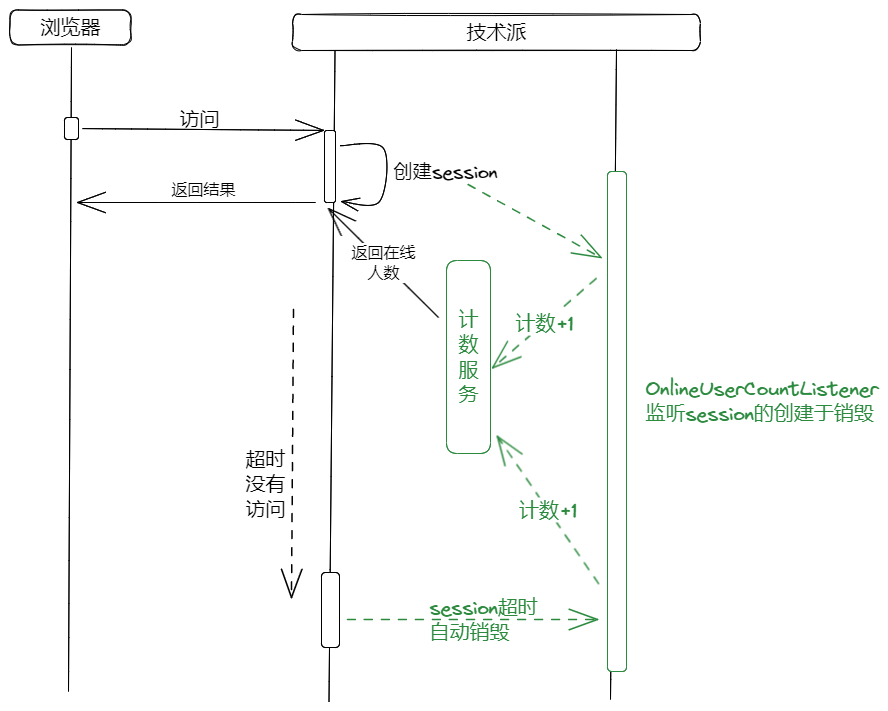 浏览器
技术派
访问
创建session
返回结果
返回在线
人数
计数+1
计
数
服
务
OnlineUserCountListener
监听session的创建于销毁
超时
没有
访问
计数+1
session超时
自动销毁